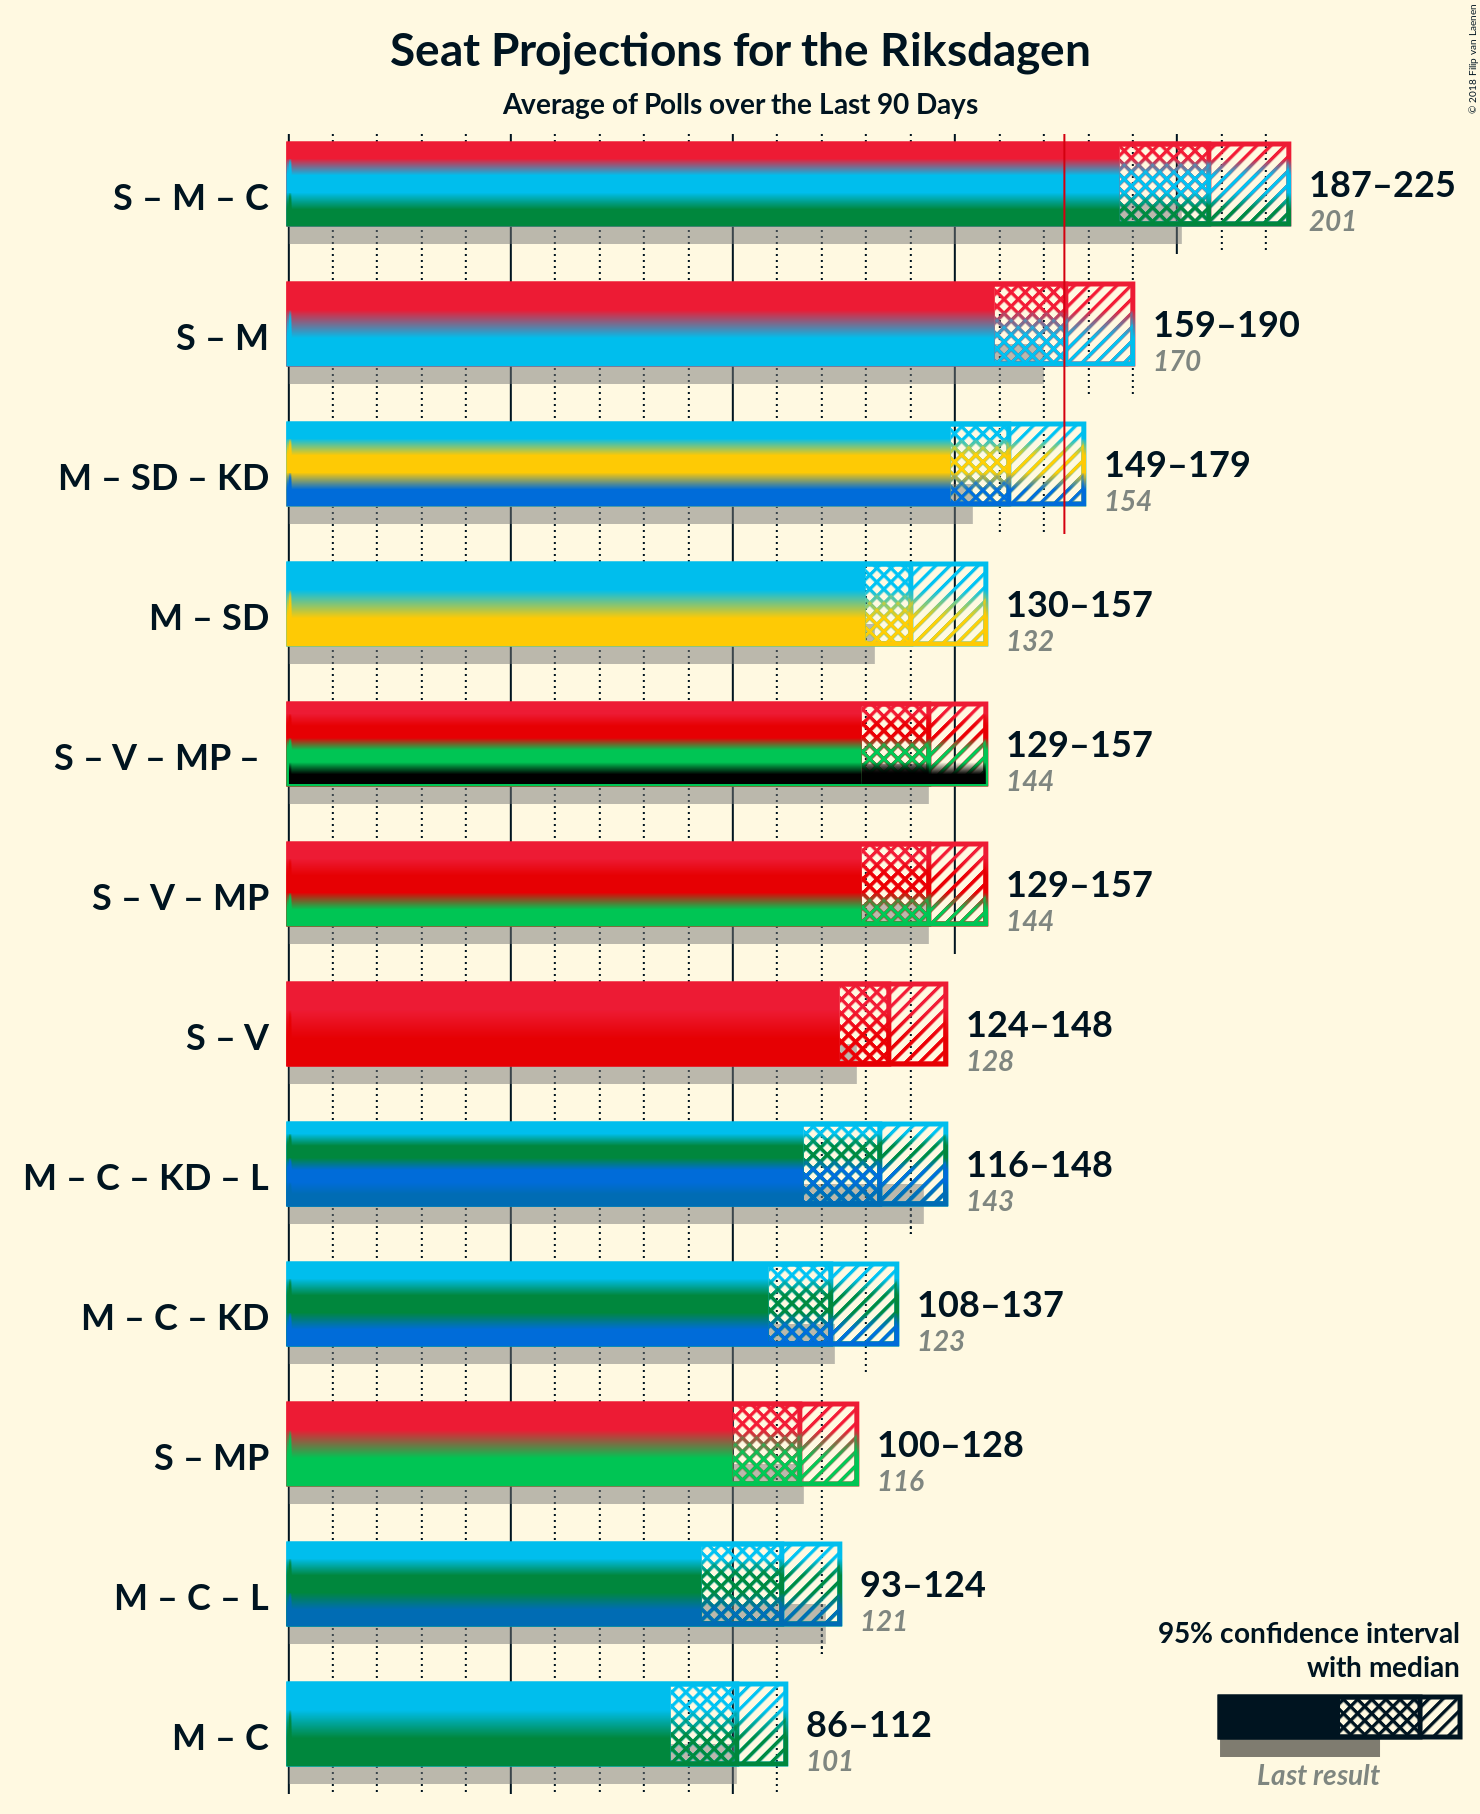 Seat Projections for the Riksdagen
Average of Polls over the Last 90 Days
© 2018 Filip van Laenen
S – M – C
187–225
201
S – M
159–190
170
M – SD – KD
149–179
154
M – SD
130–157
132
S – V – MP –
129–157
144
S – V – MP
129–157
144
S – V
124–148
128
M – C – KD – L
116–148
143
M – C – KD
108–137
123
S – MP
100–128
116
M – C – L
93–124
121
M – C
86–112
101
95% confidence interval
with median
Last result